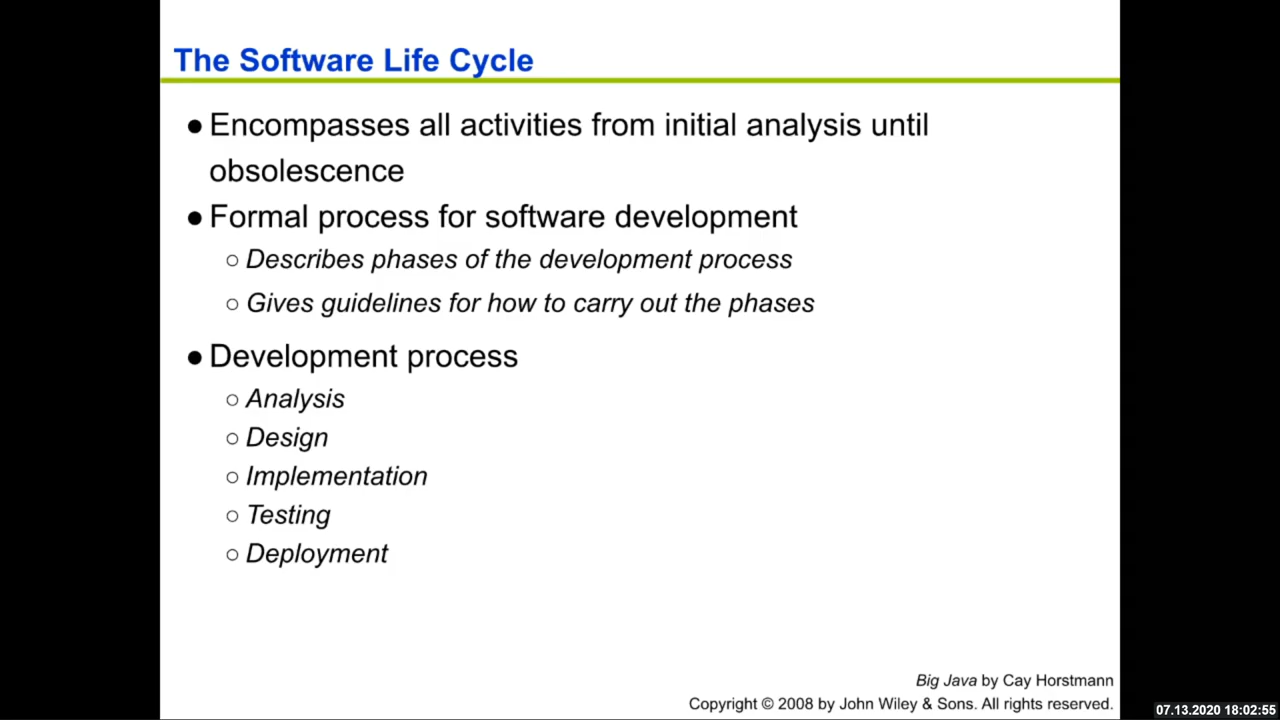 The Software Life Cycle
● Encompasses all activities from initial analysis until
obsolescence
● Formal process for software development
○ Describes phases of the development process
○ Gives guidelines for how to carry out the phases
● Development process
○ Analysis
○ Design
○ Implementation
○ Testing
○ Deployment
Big Java by Cay Horstmann
Copyright © 2008 by John Wiley & Sons. All rights reserved.
07.13.2020 18:02:55